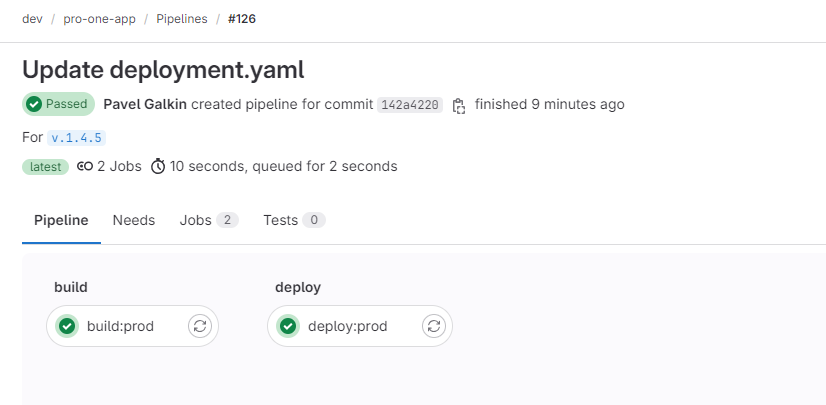 dev / pro-one-app / Pipelines / #126
Update deployment.yaml
Passed Pavel Galkin created pipeline for commit 142a4220 finished 9 minutes ago
For v.1.4.5
latest 2 Jobs 10 seconds, queued for 2 seconds
Pipeline Needs Jobs 2 Tests 0
build deploy
build:prod deploy:prod